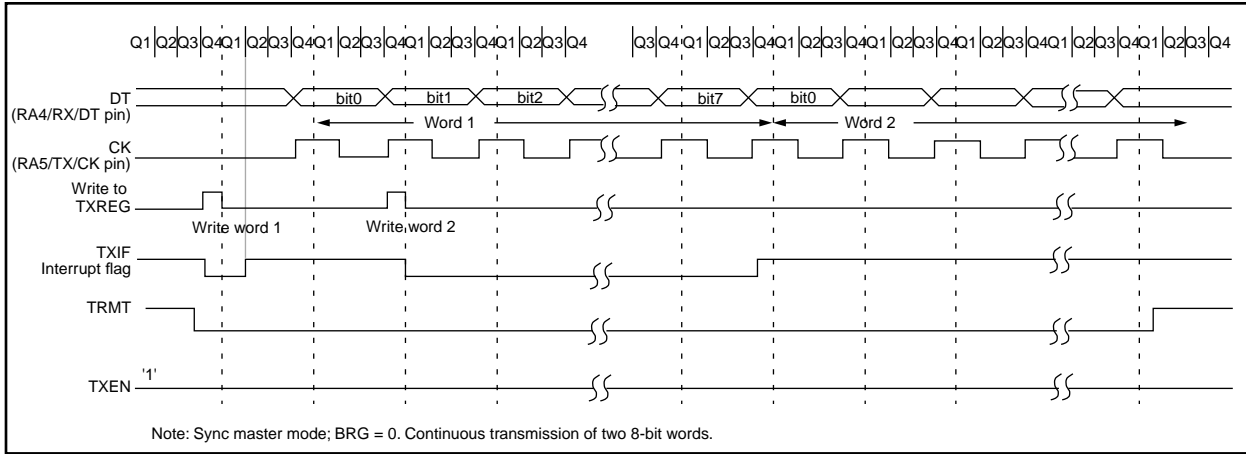 Q1 Q2 Q3 Q4 Q1 Q2 Q3 Q4 Q1 Q2 Q3 Q4 Q1 Q2 Q3 Q4 Q1 Q2 Q3 Q4 Q3 Q4 Q1 Q2 Q3 Q4 Q1 Q2 Q3 Q4 Q1 Q2 Q3 Q4 Q1 Q2 Q3 Q4 Q1 Q2 Q3 Q4 Q1 Q2 Q3 Q4
DT
(RA4/RX/DT pin)
bit0 bit1 bit2 bit7 bit0
Word 1 Word 2
CK
(RA5/TX/CK pin)
Write to
TXREG
Write word 1 Write word 2
TXIF
Interrupt flag
TRMT
TXEN '1'
Note: Sync master mode; BRG = 0. Continuous transmission of two 8-bit words.